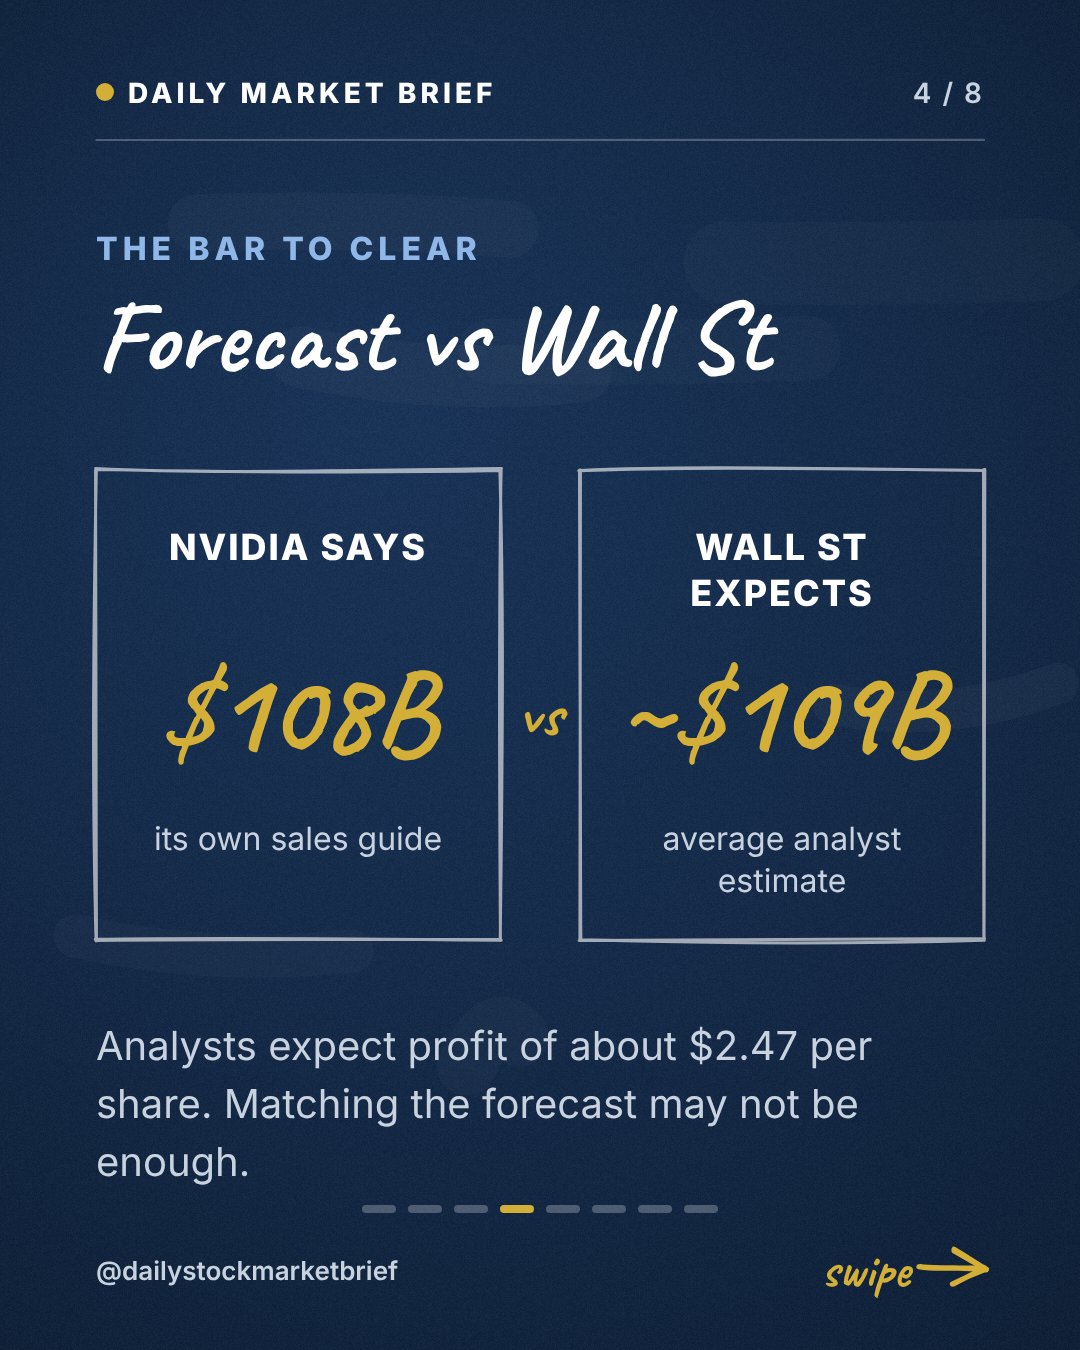 DAILY MARKET BRIEF
4 / 8
THE BAR TO CLEAR
Forecast vs Wall St
NVIDIA SAYS
$108B
its own sales guide
vs
WALL ST
EXPECTS
~$109B
average analyst
estimate
Analysts expect profit of about $2.47 per
share. Matching the forecast may not be
enough.
@dailystockmarketbrief
swipe